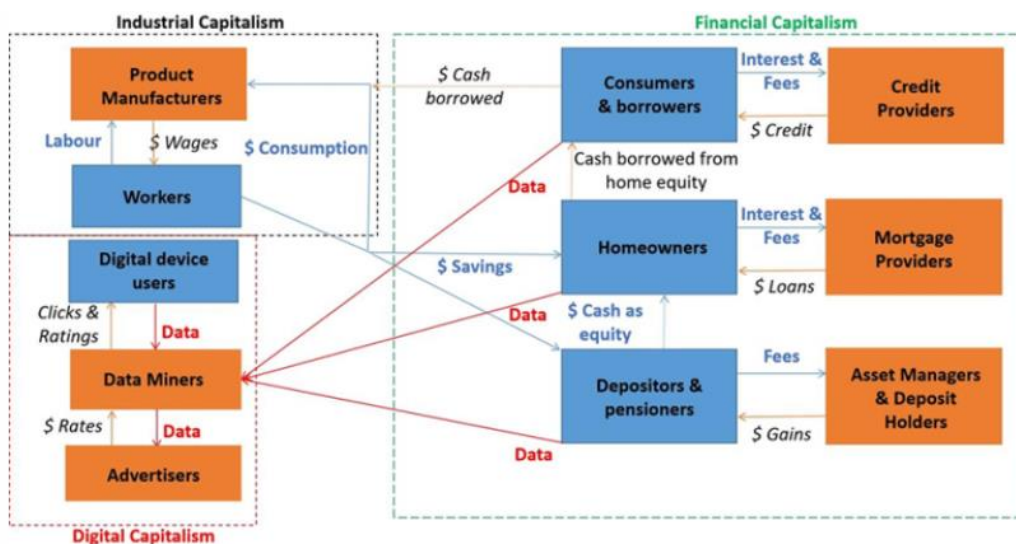 Industrial Capitalism
Financial Capitalism
Product
Manufacturers
Labour
$ Wages
Workers
$ Consumption
$ Cash
borrowed
Consumers
& borrowers
Interest &
Fees
$ Credit
Credit
Providers
Data
Cash borrowed from
home equity
Homeowners
Interest &
Fees
$ Loans
Mortgage
Providers
$ Savings
Data
$ Cash as
equity
Depositors &
pensioners
Fees
$ Gains
Asset Managers
& Deposit
Holders
Data
Digital device
users
Clicks &
Ratings
Data
Data Miners
$ Rates
Data
Advertisers
Digital Capitalism